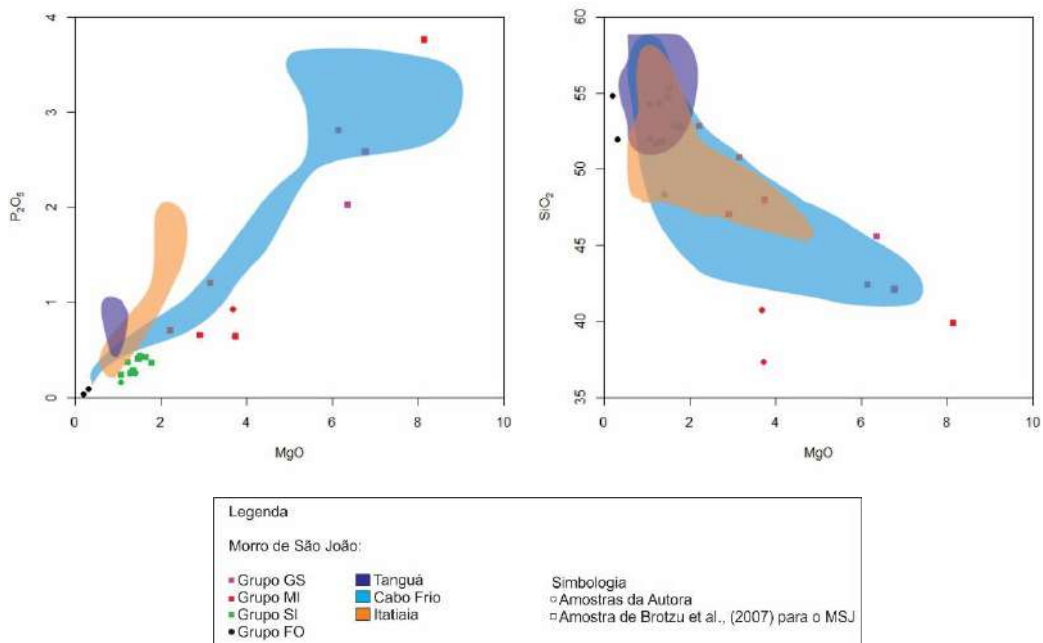 4
3
P₂O₅
2
1
0
0
2
4
6
8
10
MgO
60
55
50
SiO₂
45
40
35
0
2
4
6
8
10
MgO
Legenda
Morro de São João:
Grupo GS
Grupo MI
Grupo SI
Grupo FO
Tanguá
Cabo Frio
Itatiaia
Simbologia
Amostras da Autora
Amostra de Brotzu et al., (2007) para o MSJ